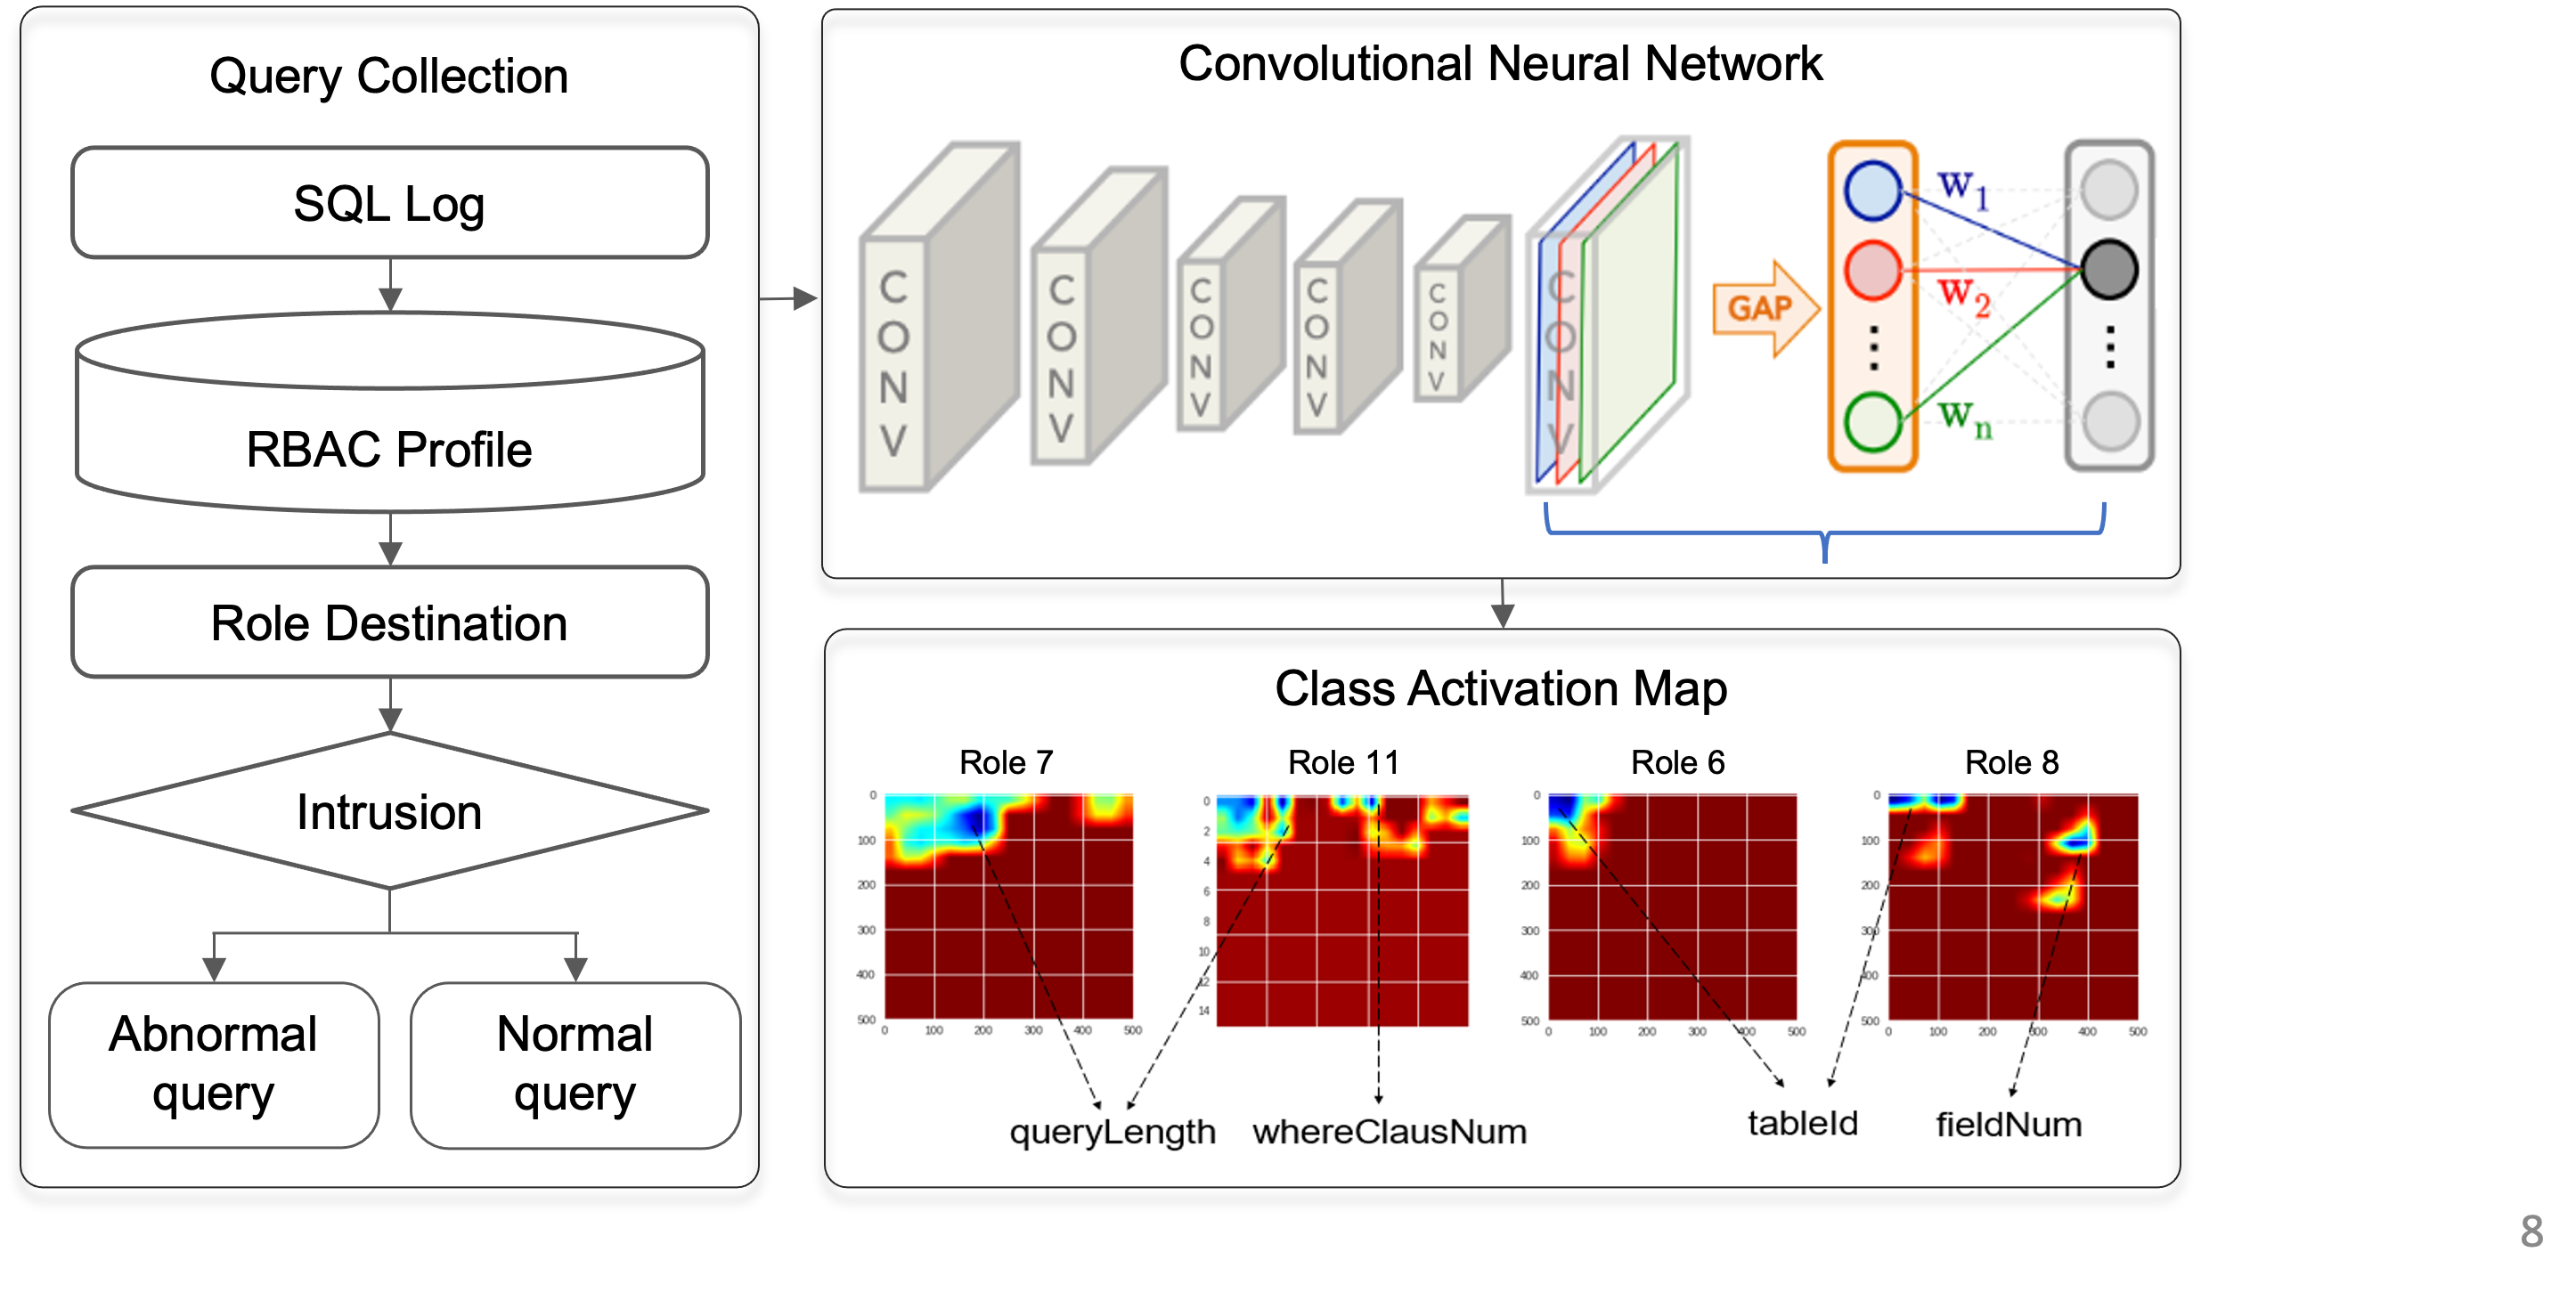 Query Collection
SQL Log
RBAC Profile
Role Destination
Intrusion
Abnormal
query
Normal
query
Convolutional Neural Network
CONV
CONV
CONV
CONV
CONV
CONV
GAP
w1
w2
wn
Class Activation Map
Role 7
0
100
200
300
400
500
0 100 200 300 400 500
Role 11
0
2
4
6
8
10
12
14
Role 6
0
100
200
300
400
500
0 100 200 300 400 500
Role 8
0
100
200
300
400
500
0 100 200 300 400 500
queryLength
whereClausNum
tableId
fieldNum
8